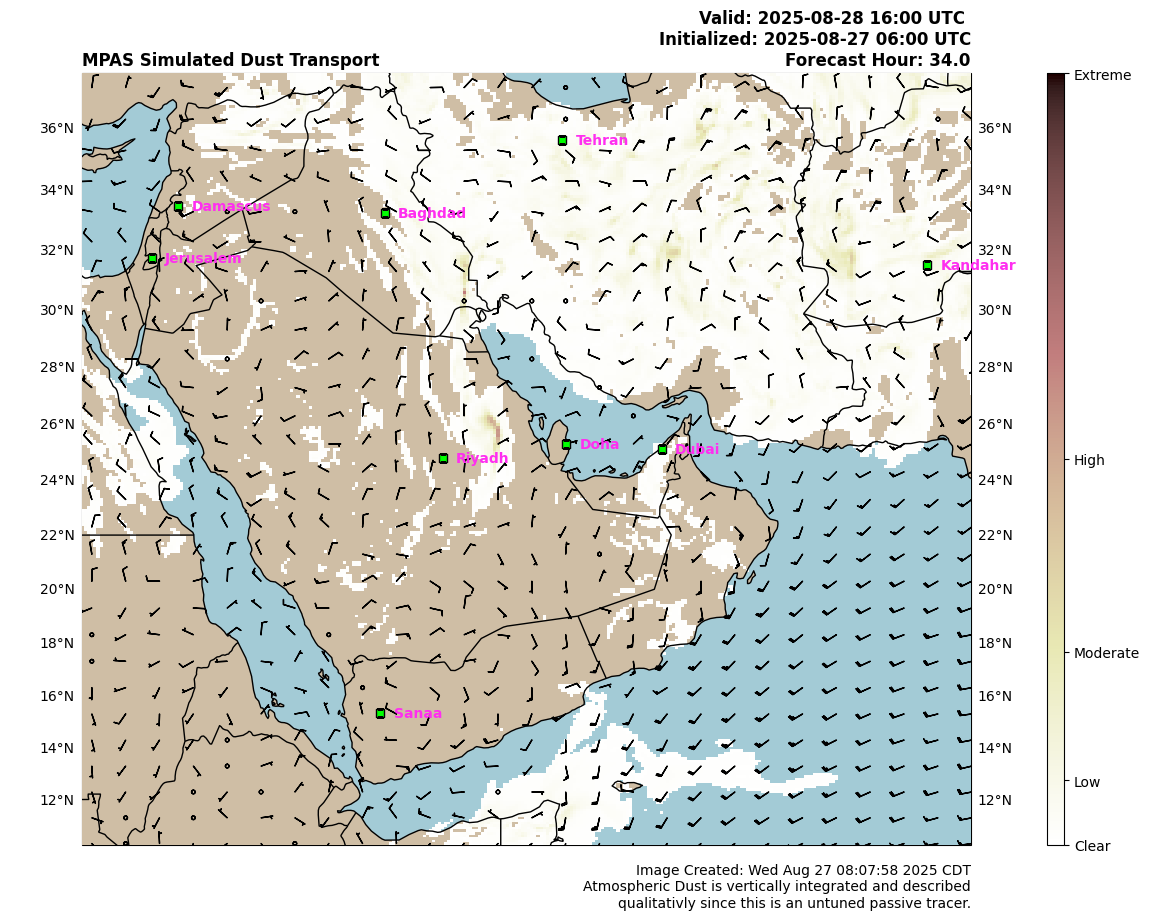 Valid: 2025-08-28 16:00 UTC
Initialized: 2025-08-27 06:00 UTC
MPAS Simulated Dust Transport Forecast Hour: 34.0
Extreme
36°N 36°N
Tehran
34°N 34°N
Damascus
Baghdad
32°N 32°N
Jerusalem
Kandahar
30°N 30°N
28°N 28°N
26°N 26°N
Doha
Dubai
Riyadh
High
24°N 24°N
22°N 22°N
20°N 20°N
18°N 18°N
Moderate
16°N 16°N
Sanaa
14°N 14°N
Low
12°N 12°N
Clear
Image Created: Wed Aug 27 08:07:58 2025 CDT
Atmospheric Dust is vertically integrated and described
qualitativly since this is an untuned passive tracer.